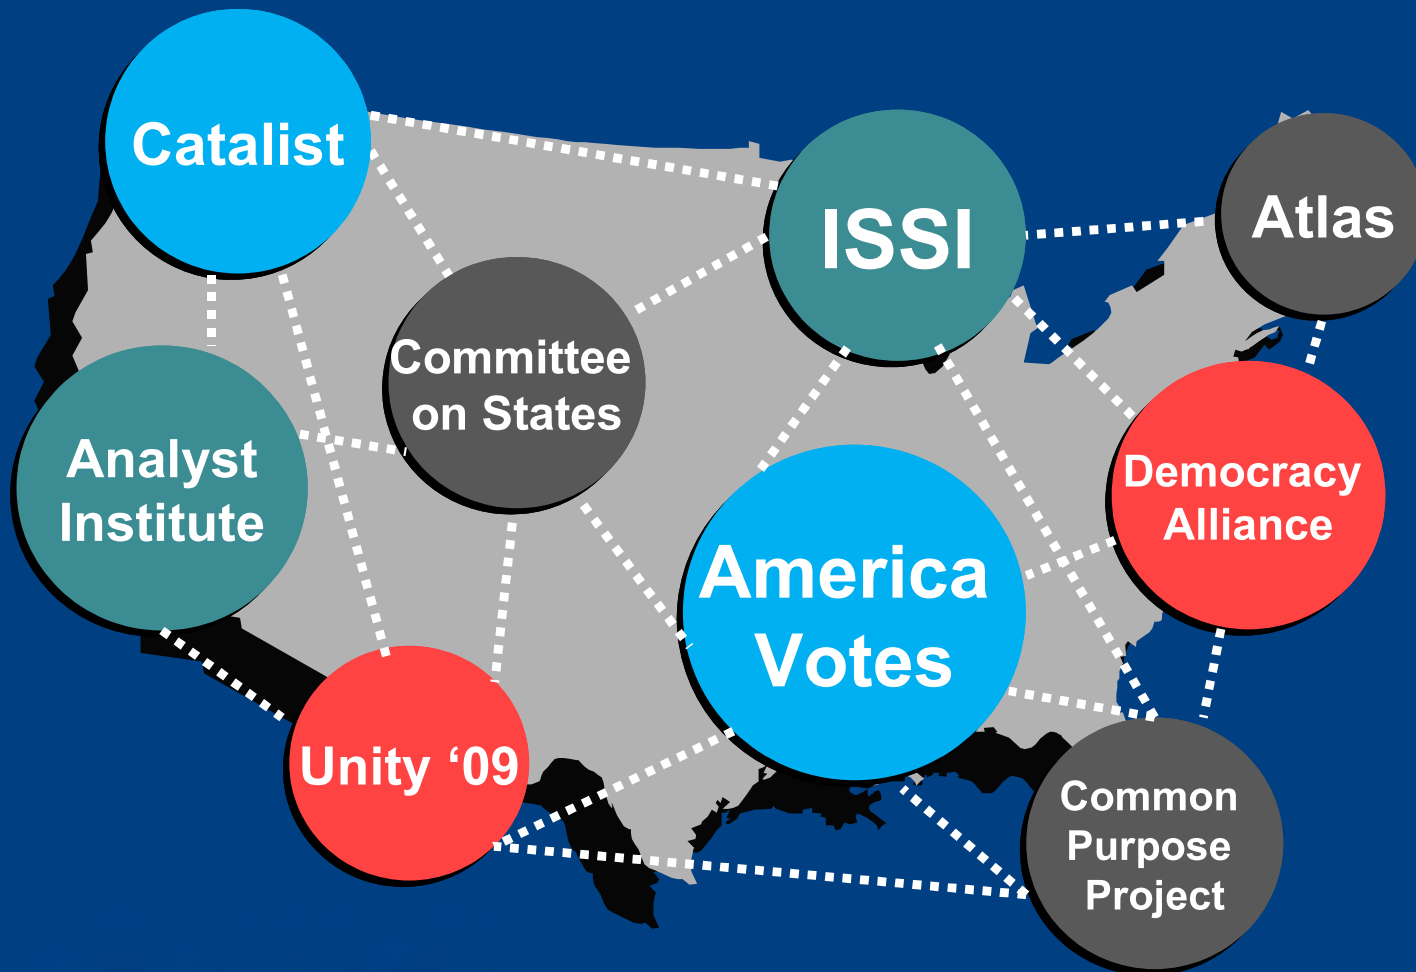 Catalist
ISSI
Atlas
Committee
on States
Analyst
Institute
Democracy
Alliance
America
Votes
Unity ‘09
Common
Purpose
Project